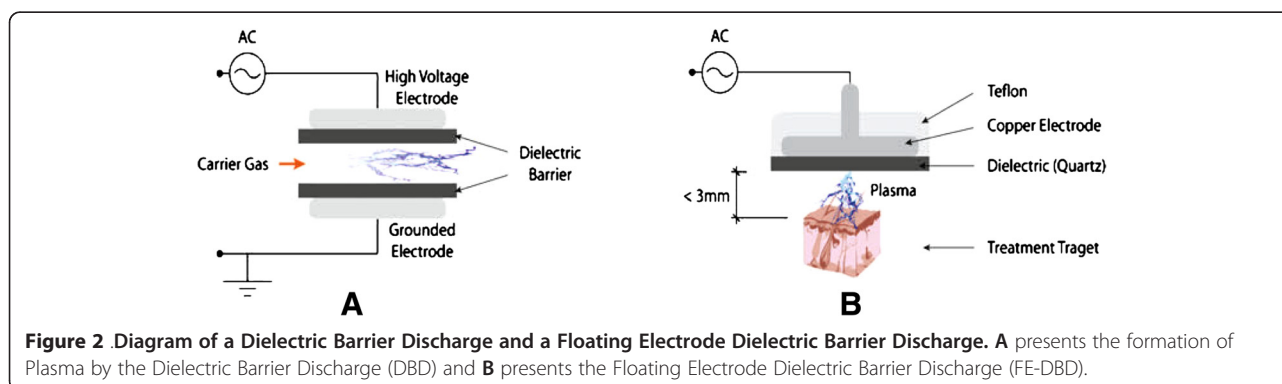 AC
High Voltage
Electrode
Carrier Gas
Dielectric
Barrier
Grounded
Electrode
A
AC
Teflon
Copper Electrode
Dielectric (Quartz)
Plasma
< 3mm
Treatment Traget
B
Figure 2 .Diagram of a Dielectric Barrier Discharge and a Floating Electrode Dielectric Barrier Discharge. A presents the formation of
Plasma by the Dielectric Barrier Discharge (DBD) and B presents the Floating Electrode Dielectric Barrier Discharge (FE-DBD).